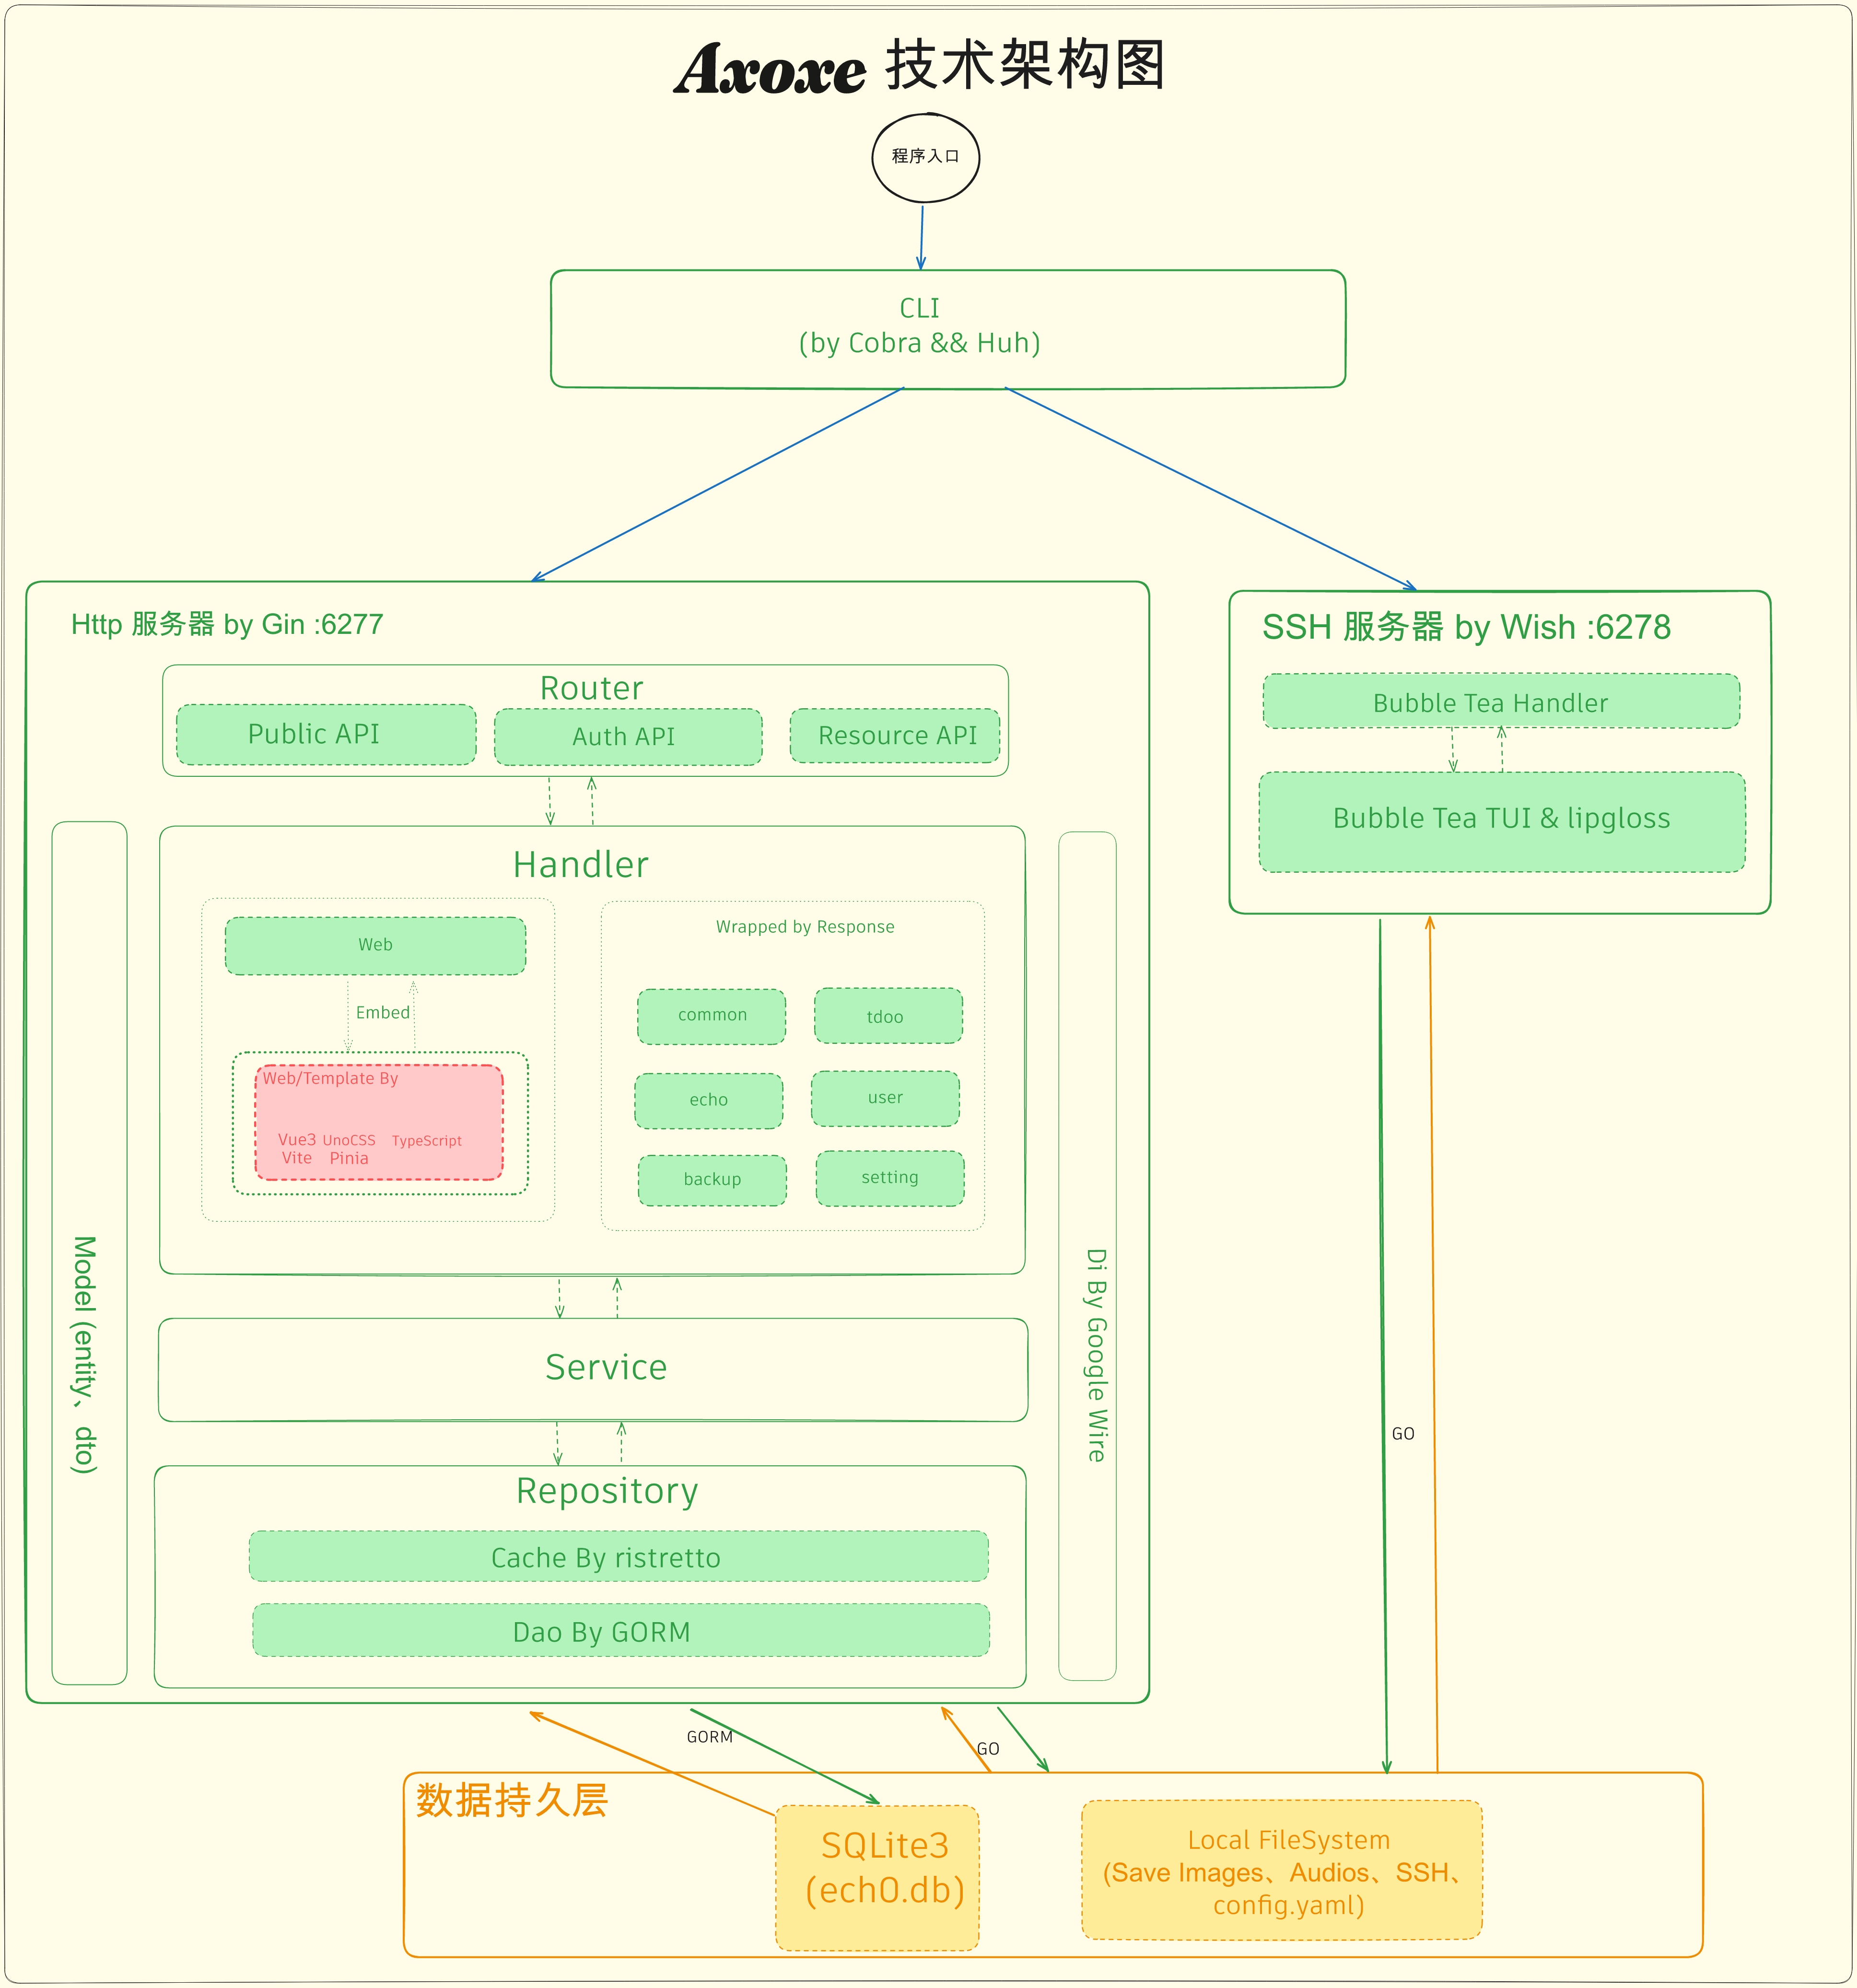 Axoxe 技术架构图
程序入口
CLI
(by Cobra && Huh)
Http 服务器 by Gin :6277
Router
Public API
Auth API
Resource API
Handler
Web
Embed
Web/Template By
Vue3 UnoCSS TypeScript
Vite Pinia
Wrapped by Response
common
tdoo
echo
user
backup
setting
Model (entity、dto)
Di By Google Wire
Service
Repository
Cache By ristretto
Dao By GORM
SSH 服务器 by Wish :6278
Bubble Tea Handler
Bubble Tea TUI & lipgloss
GO
GORM
GO
数据持久层
SQLite3
(ech0.db)
Local FileSystem
(Save Images、Audios、SSH、
config.yaml)